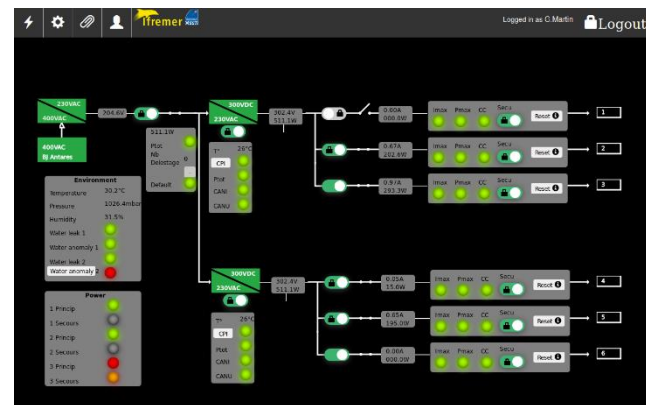 ifremer
Logged in as C.Martin
Logout
230VAC
400VAC
204.6V
400VAC
BJ Antares
511.1W
Ptot
Nb
Delestage 0
Default
300VDC
230VAC
302.4V
511.1W
T° 26°C
CPI
Ptot
CANI
CANU
0.00A
000.0W
Imax Pmax CC Secu
Reset
1
0.67A
202.6W
Imax Pmax CC Secu
Reset
2
0.97A
293.3W
Imax Pmax CC Secu
Reset
3
Environment
Temperature 30.2°C
Pressure 1026.4mbar
Humidity 31.5%
Water leak 1
Water anomaly 1
Water leak 2
Water anomaly 2
Power
1 Princip
1 Secours
2 Princip
2 Secours
3 Princip
3 Secours
300VDC
230VAC
302.4V
511.1W
T° 26°C
CPI
Ptot
CANI
CANU
0.05A
15.0W
Imax Pmax CC Secu
Reset
4
0.65A
195.0W
Imax Pmax CC Secu
Reset
5
0.00A
000.0W
Imax Pmax CC Secu
Reset
6